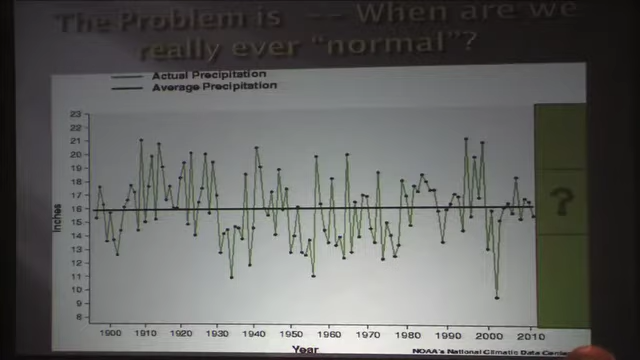 The Problem is -- When are we
really ever "normal"?
Actual Precipitation
Average Precipitation
23
22
21
20
19
18
17
16
15
14
13
12
11
10
9
8
Inches
?
1900 1910 1920 1930 1940 1950 1960 1970 1980 1990 2000 2010
Year
NOAA's National Climatic Data Center